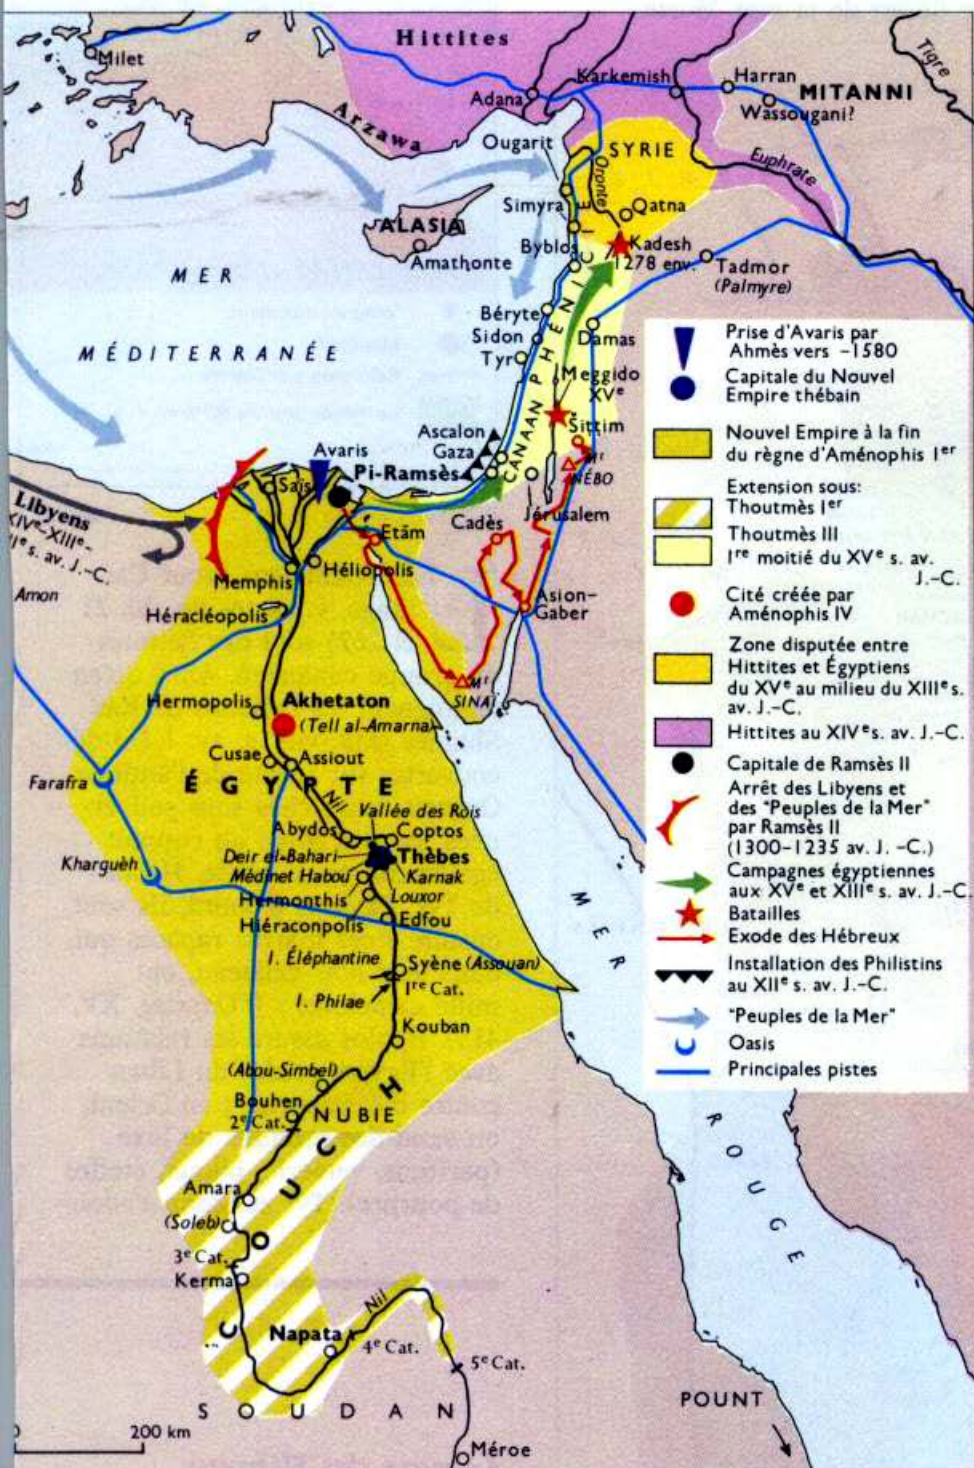 Hittites
Milet
Tigre
Karkemish
Harran
MITANNI
Adana
Wassougani?
Arzawa
Ougarit
SYRIE
Oronte
Euphrate
Simyra
Qatna
ALASIA
Amathonte
Byblos
Kadesh
1278 env.
Tadmor
(Palmyre)
MER
MÉDITERRANÉE
PHÉNICIE
Béryte
Sidon
Tyr
Damas
Meggido
XVe
CANAAN
Sittim
Ascalon
Gaza
Mt
NÉBO
Avaris
Pi-Ramsès
Saïs
Jérusalem
Libyens
XIVe-XIIIe-
IIe s. av. J.-C.
Cadès
Etäm
Memphis
Héliopolis
Amon
Héracléopolis
Asion-
Gaber
Mt
SINAÏ
Hermopolis
Akhetaton
(Tell al-Amarna)
Cusae
Assiout
Farafra
ÉGYPTE
Nil
Vallée des Rois
Abydos
Coptos
Deir el-Bahari
Thèbes
Kharguèh
Médinet Habou
Karnak
Hermonthis
Louxor
Hiéraconpolis
Edfou
I. Éléphantine
Syène (Assouan)
1re Cat.
I. Philae
Kouban
(Abou-Simbel)
Bouhen
2e Cat.
NUBIE
COUCH
Amara
(Soleb)
3e Cat.
Kerma
Nil
Napata
4e Cat.
5e Cat.
SOUDAN
Méroe
MER
ROUGE
POUNT
200 km
Prise d'Avaris par
Ahmès vers -1580
Capitale du Nouvel
Empire thébain
Nouvel Empire à la fin
du règne d'Aménophis 1er
Extension sous:
Thoutmès 1er
Thoutmès III
1re moitié du XVe s. av.
J.-C.
Cité créée par
Aménophis IV
Zone disputée entre
Hittites et Égyptiens
du XVe au milieu du XIIIe s.
av. J.-C.
Hittites au XIVe s. av. J.-C.
Capitale de Ramsès II
Arrêt des Libyens et
des "Peuples de la Mer"
par Ramsès II
(1300-1235 av. J. -C.)
Campagnes égyptiennes
aux XVe et XIIIe s. av. J.-C.
Batailles
Exode des Hébreux
Installation des Philistins
au XIIe s. av. J.-C.
"Peuples de la Mer"
Oasis
Principales pistes